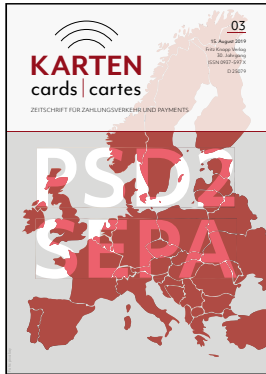 03
15. August 2019
Fritz Knapp Verlag
30. Jahrgang
ISSN 0937-597 X
D 25079
KARTEN
cards | cartes
ZEITSCHRIFT FÜR ZAHLUNGSVERKEHR UND PAYMENTS
PSD2
SEPA